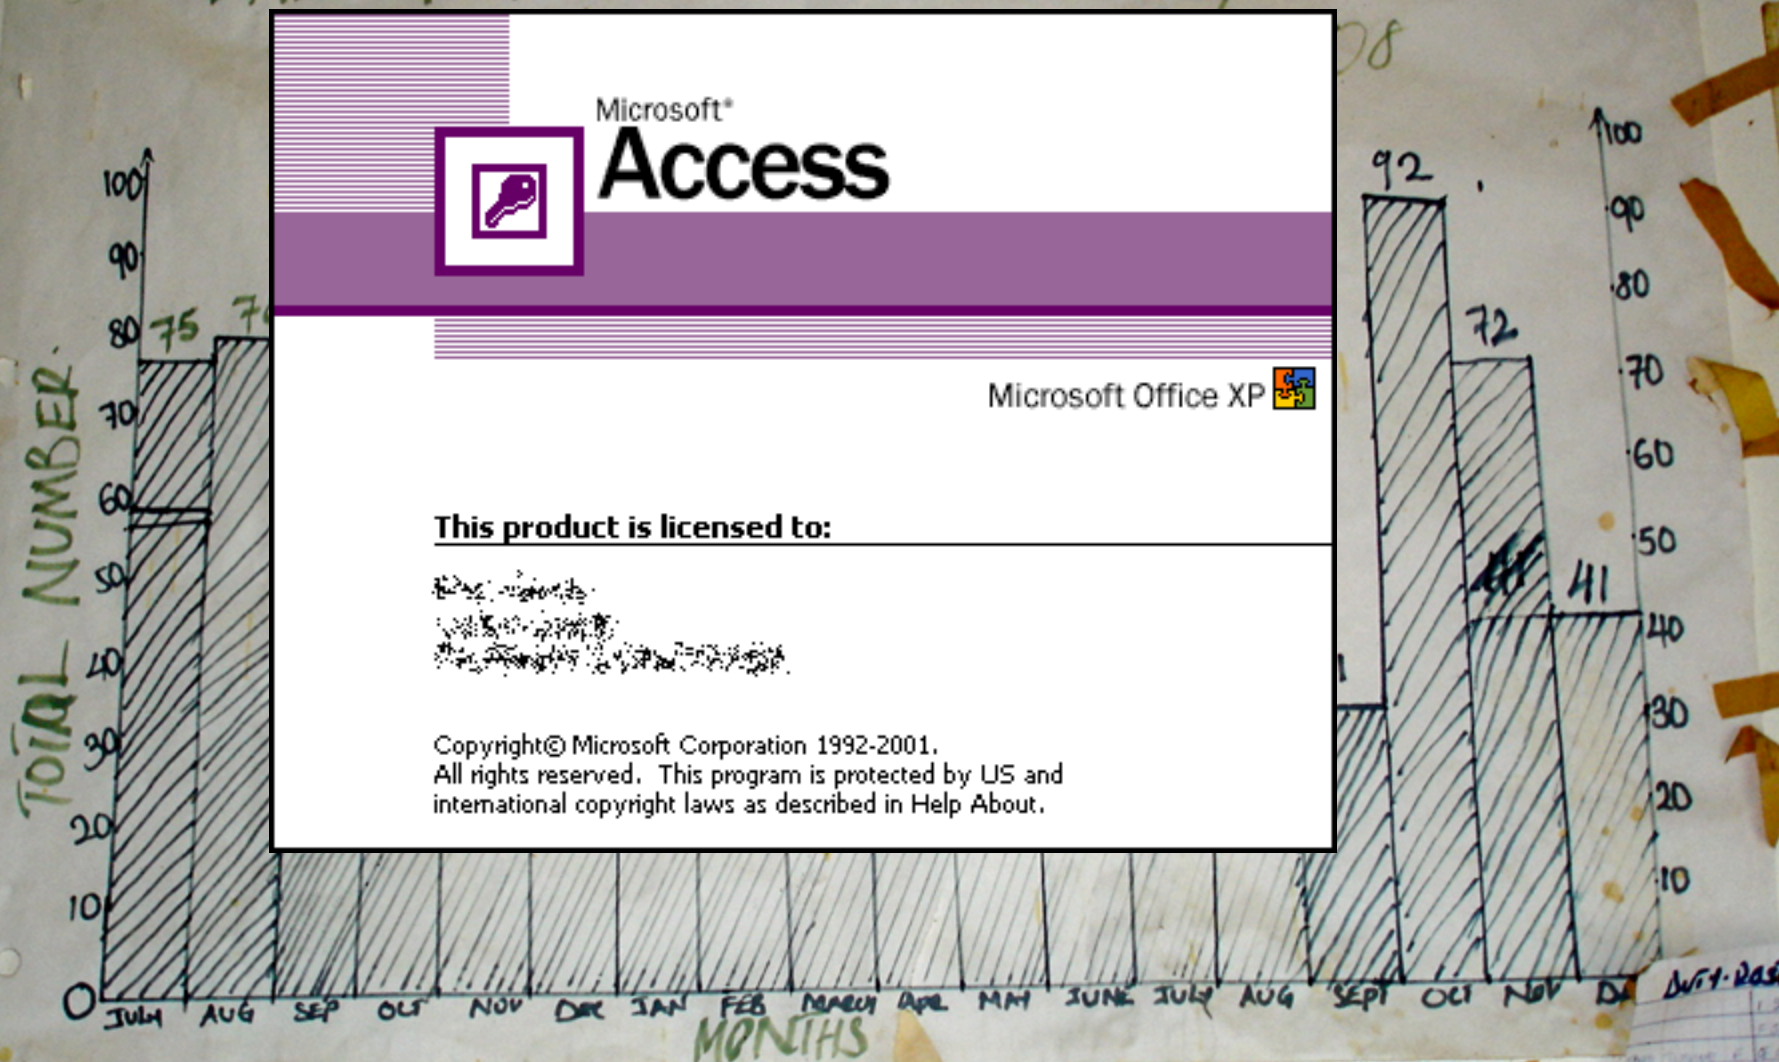 Microsoft®
Access
Microsoft Office XP
This product is licensed to:
Copyright© Microsoft Corporation 1992-2001.
All rights reserved. This program is protected by US and
international copyright laws as described in Help About.
TOTAL NUMBER
100
90
80
70
60
50
40
30
20
10
0
75
92
72
41
100
90
80
70
60
50
40
30
20
10
JULY AUG SEP OCT NOV DEC JAN FEB MARCH APR MAY JUNE JULY AUG SEPT OCT NOV
MONTHS